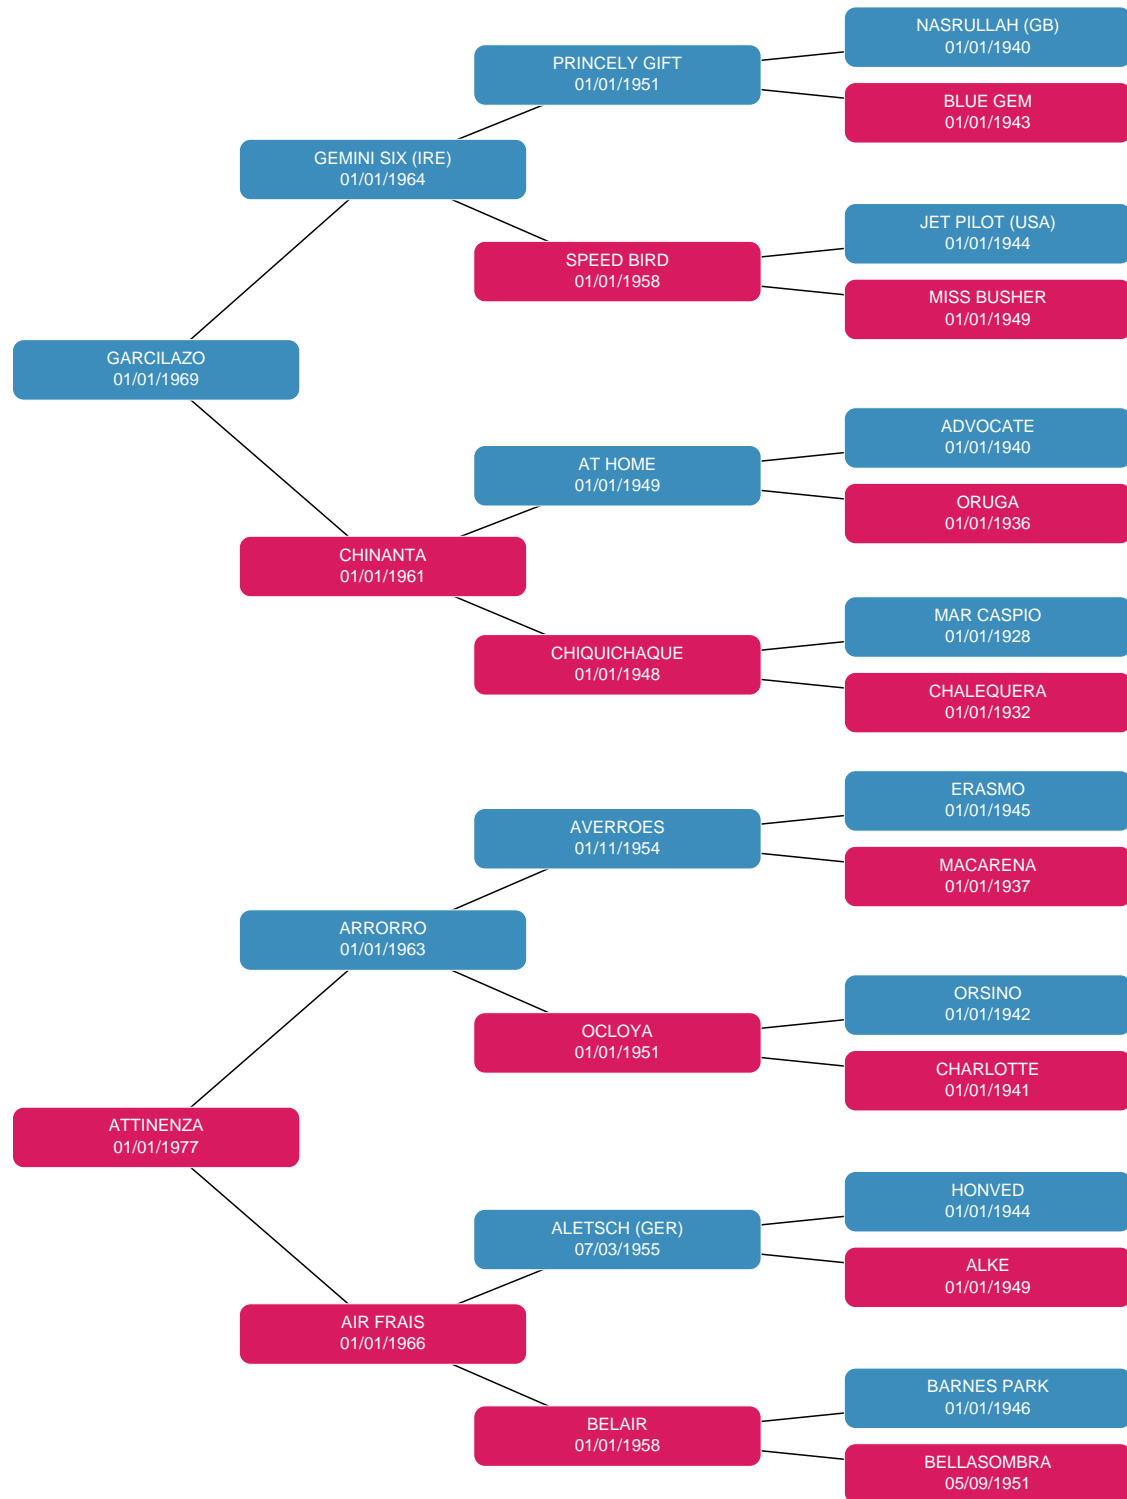 NASRULLAH (GB)
01/01/1940
PRINCELY GIFT
01/01/1951
BLUE GEM
01/01/1943
GEMINI SIX (IRE)
01/01/1964
JET PILOT (USA)
01/01/1944
SPEED BIRD
01/01/1958
MISS BUSHER
01/01/1949
GARCILAZO
01/01/1969
ADVOCATE
01/01/1940
AT HOME
01/01/1949
ORUGA
01/01/1936
CHINANTA
01/01/1961
MAR CASPIO
01/01/1928
CHIQUICHAQUE
01/01/1948
CHALEQUERA
01/01/1932
ERASMO
01/01/1945
AVERROES
01/11/1954
MACARENA
01/01/1937
ARRORRO
01/01/1963
ORSINO
01/01/1942
OCLOYA
01/01/1951
CHARLOTTE
01/01/1941
ATTINENZA
01/01/1977
HONVED
01/01/1944
ALETSCH (GER)
07/03/1955
ALKE
01/01/1949
AIR FRAIS
01/01/1966
BARNES PARK
01/01/1946
BELAIR
01/01/1958
BELLASOMBRA
05/09/1951